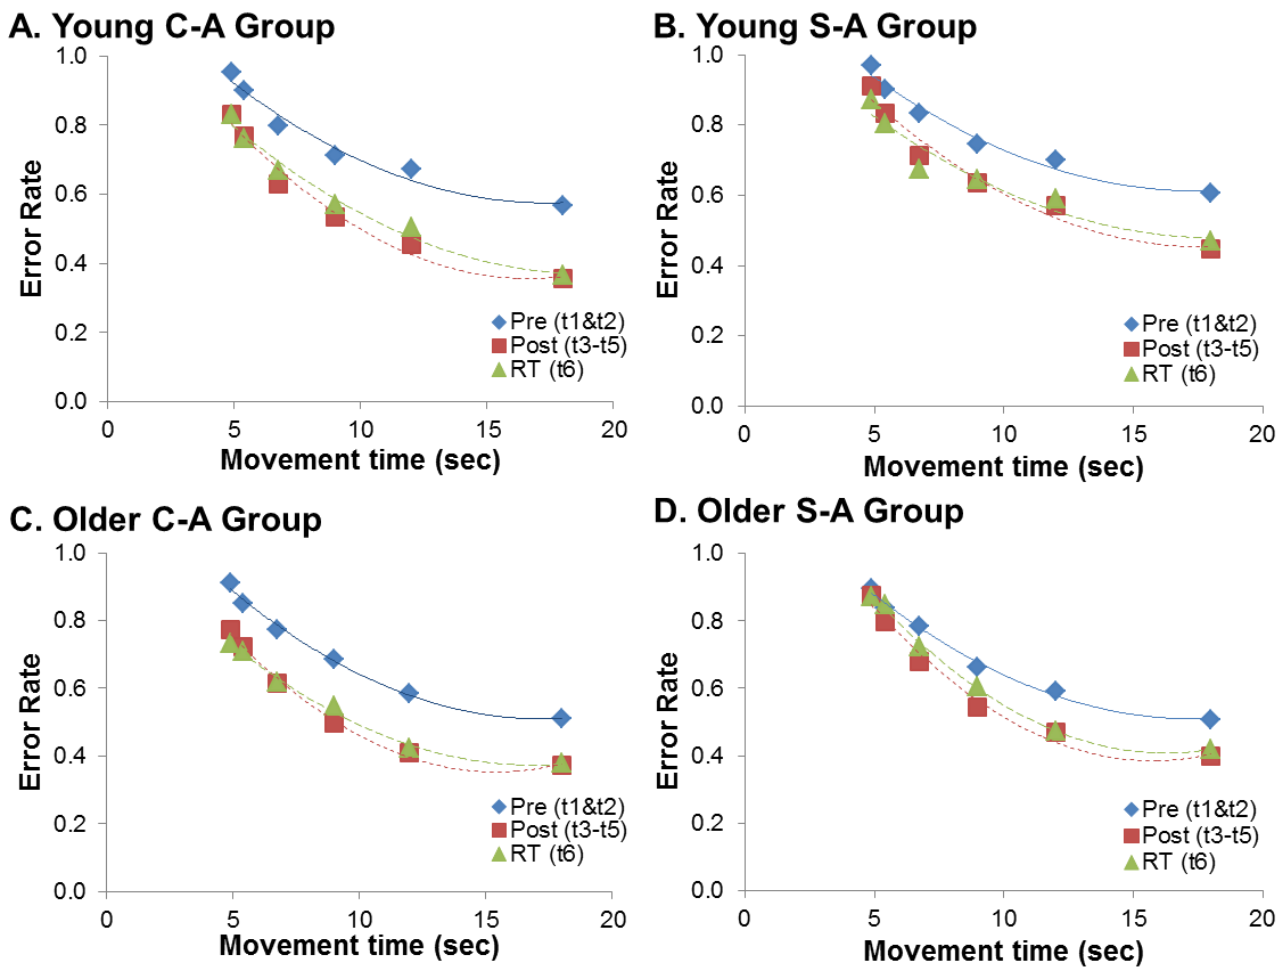 A. Young C-A Group
1.0
0.8
0.6
0.4
0.2
0.0
Error Rate
Pre (t1&t2)
Post (t3-t5)
RT (t6)
0 5 10 15 20
Movement time (sec)
B. Young S-A Group
1.0
0.8
0.6
0.4
0.2
0.0
Error Rate
Pre (t1&t2)
Post (t3-t5)
RT (t6)
0 5 10 15 20
Movement time (sec)
C. Older C-A Group
1.0
0.8
0.6
0.4
0.2
0.0
Error Rate
Pre (t1&t2)
Post (t3-t5)
RT (t6)
0 5 10 15 20
Movement time (sec)
D. Older S-A Group
1.0
0.8
0.6
0.4
0.2
0.0
Error Rate
Pre (t1&t2)
Post (t3-t5)
RT (t6)
0 5 10 15 20
Movement time (sec)